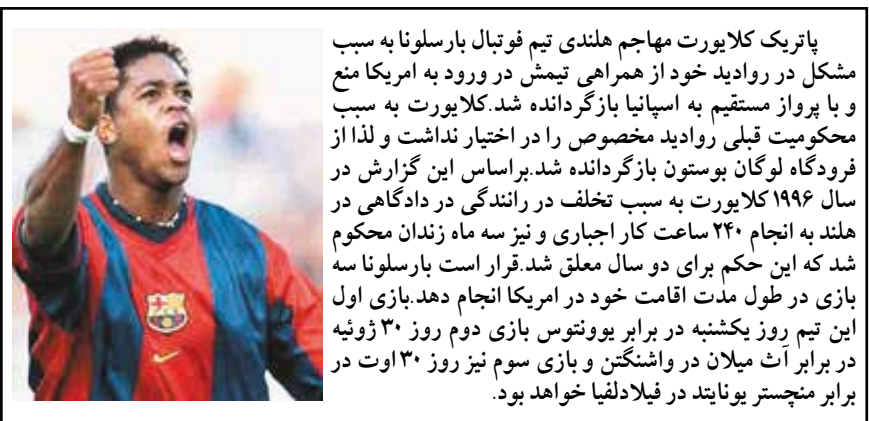 پاتریک کلایورت مهاجم هلندی تیم فوتبال بارسلونا به سبب
مشکل در روادید خود از همراهی تیمش در ورود به امریکا منع
و با پرواز مستقیم به اسپانیا بازگردانده شد.کلایورت به سبب
محکومیت قبلی روادید مخصوص را در اختیار نداشت و لذا از
فرودگاه لوگان بوستون بازگردانده شد.براساس این گزارش در
سال ۱۹۹۶ کلایورت به سبب تخلف در رانندگی در دادگاهی در
هلند به انجام ۲۴۰ ساعت کار اجباری و نیز سه ماه زندان محکوم
شد که این حکم برای دو سال معلق شد.قرار است بارسلونا سه
بازی در طول مدت اقامت خود در امریکا انجام دهد.بازی اول
این تیم روز یکشنبه در برابر یوونتوس بازی دوم روز ۳۰ ژوئیه
در برابر آث میلان در واشنگتن و بازی سوم نیز روز ۳۰ اوت در
برابر منچستر یونایتد در فیلادلفیا خواهد بود.